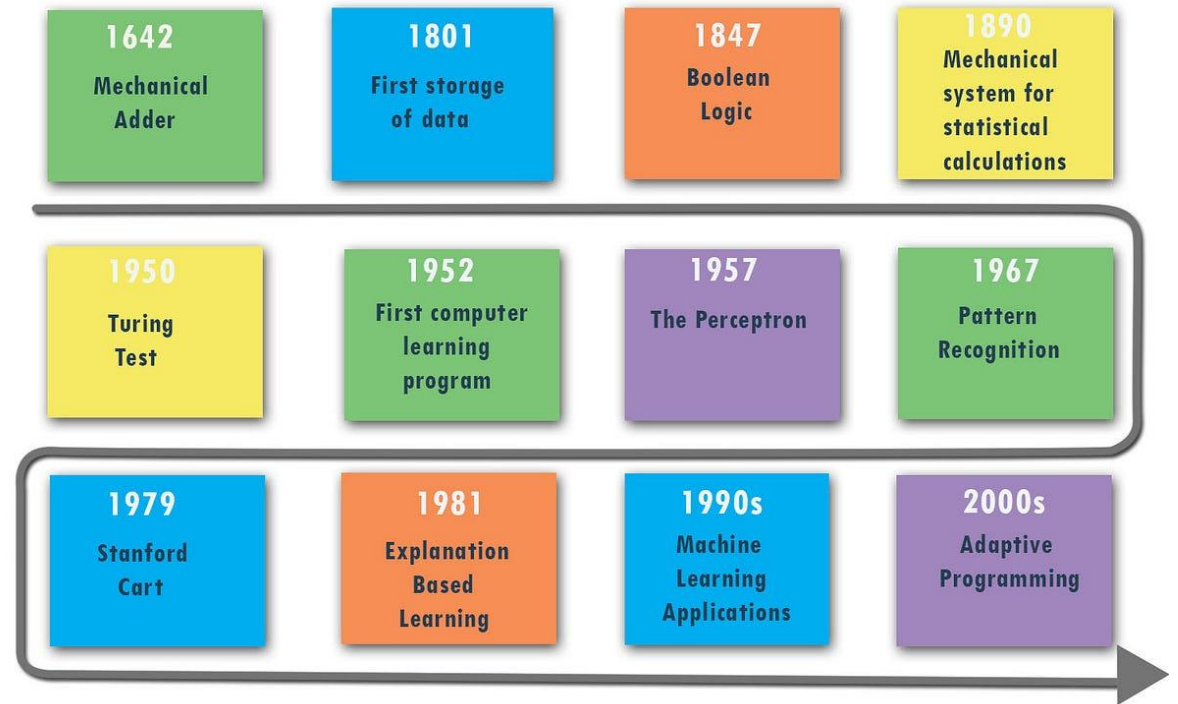 1642
Mechanical
Adder
1801
First storage
of data
1847
Boolean
Logic
1890
Mechanical
system for
statistical
calculations
1950
Turing
Test
1952
First computer
learning
program
1957
The Perceptron
1967
Pattern
Recognition
1979
Stanford
Cart
1981
Explanation
Based
Learning
1990s
Machine
Learning
Applications
2000s
Adaptive
Programming